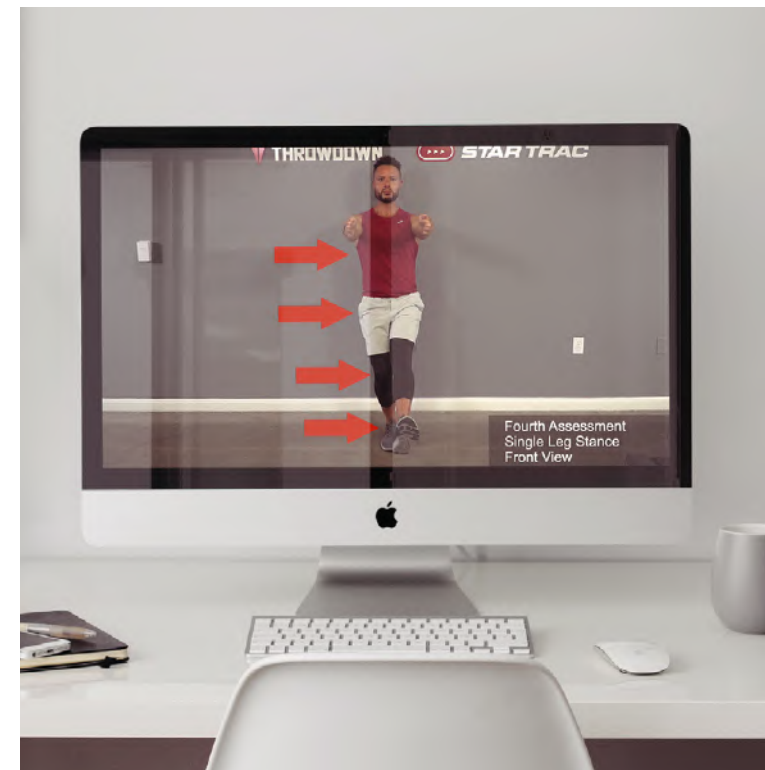 THROWDOWN
STAR TRAC
Fourth Assessment
Single Leg Stance
Front View